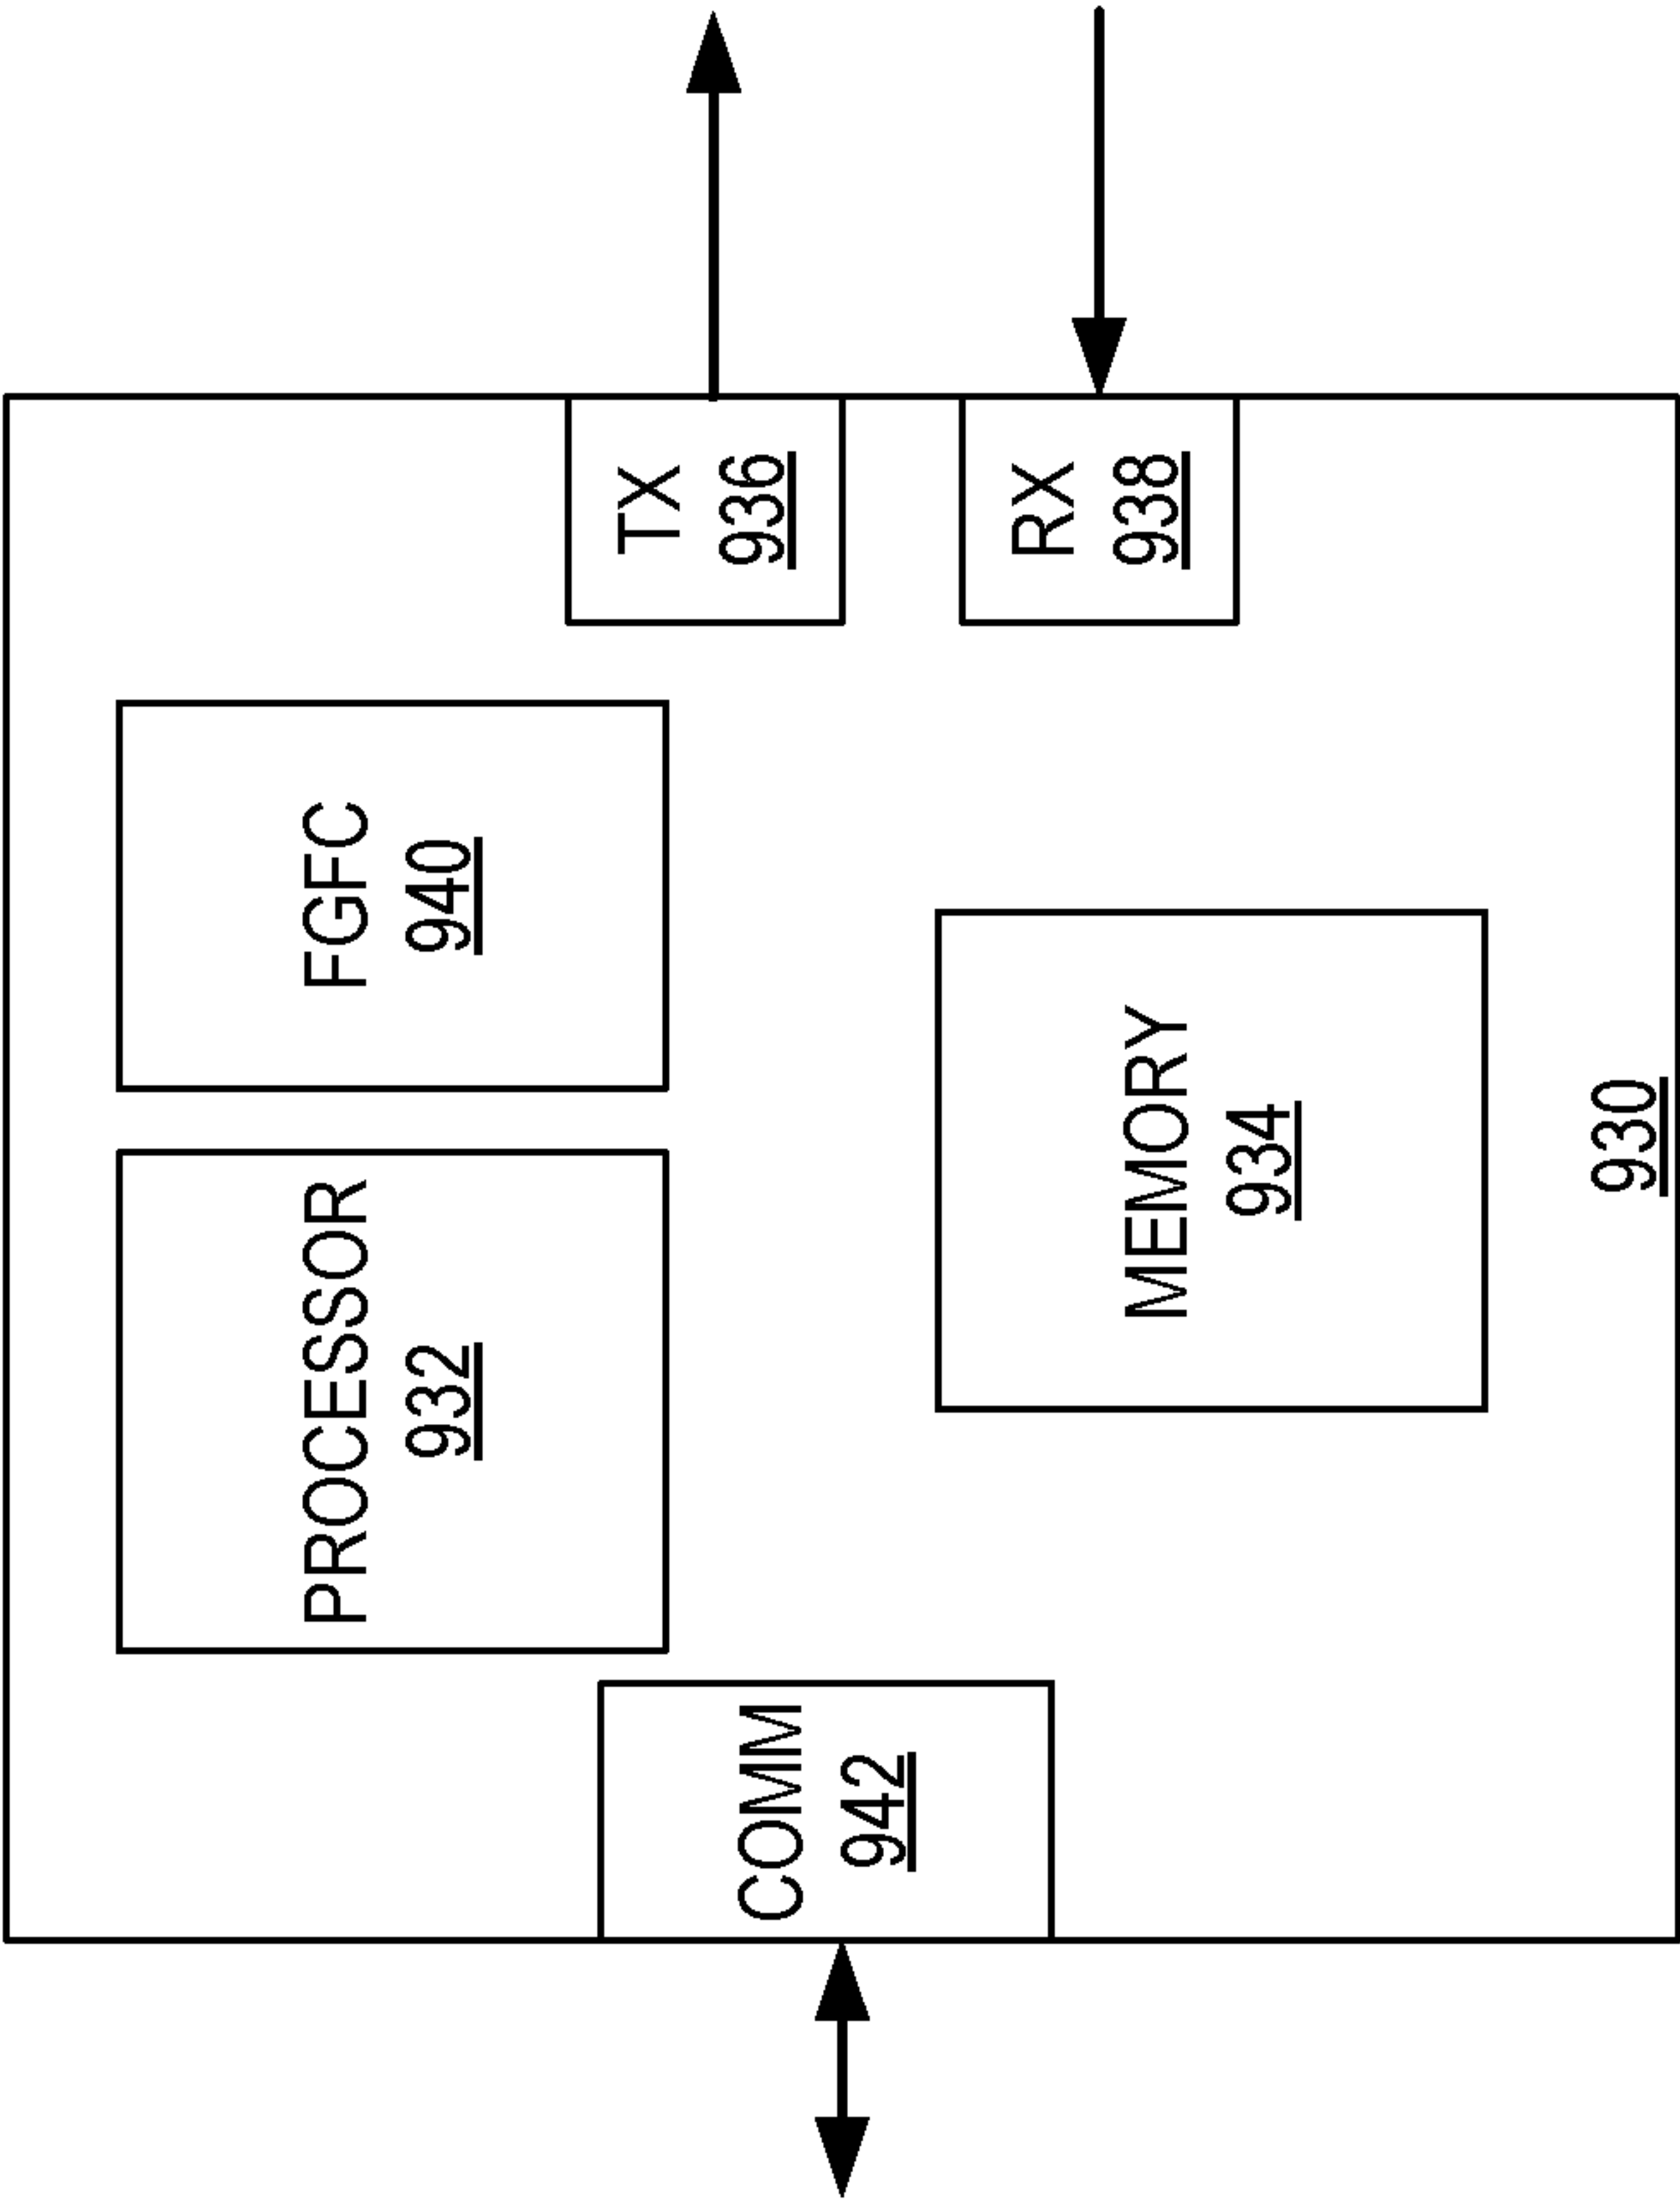 PROCESSOR
932
FGFC
940
TX
936
COMM
942
RX
938
MEMORY
934
930